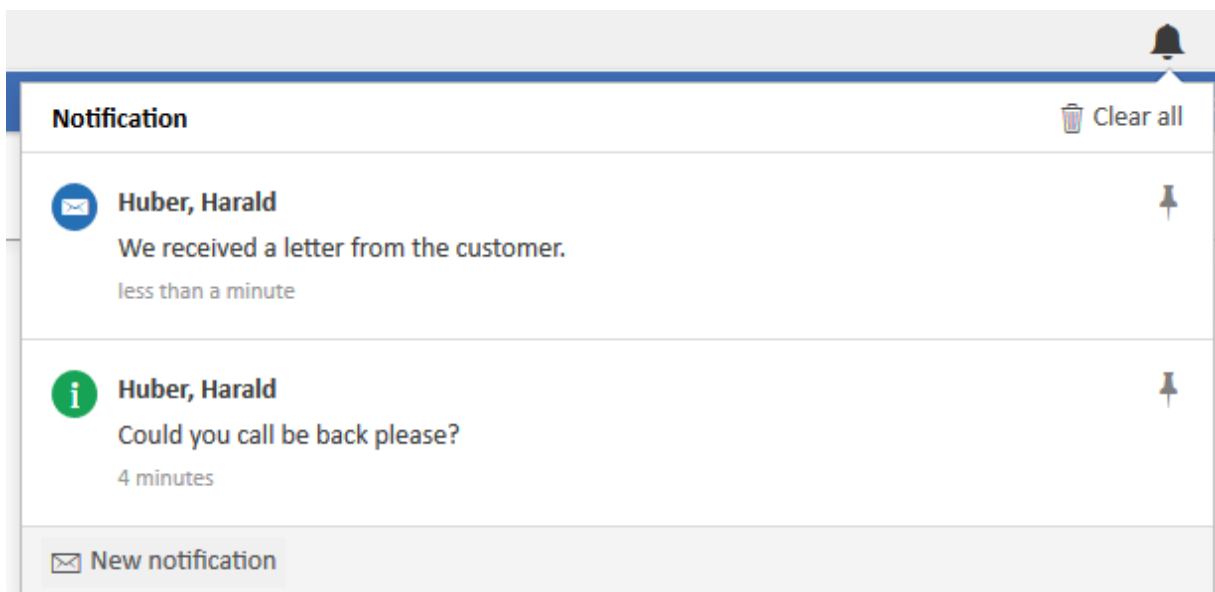 Notification
Clear all
Huber, Harald
We received a letter from the customer.
less than a minute
i
Huber, Harald
Could you call be back please?
4 minutes
New notification